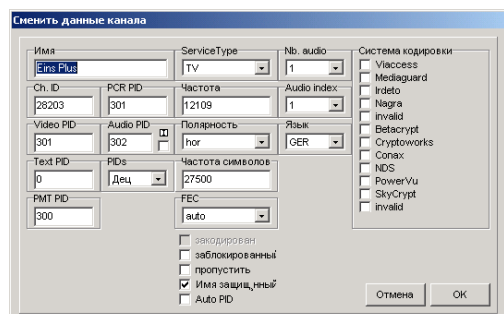 Сменить данные канала
Имя
Eins Plus
ServiceType
TV
Nb. audio
1
Система кодировки
Viaccess
Mediaguard
Irdeto
Nagra
invalid
Betacrypt
Cryptoworks
Conax
NDS
PowerVu
SkyCrypt
invalid
Ch. ID
28203
PCR PID
301
Частота
12109
Audio index
1
Video PID
301
Audio PID
302
Полярность
hor
Язык
GER
Text PID
0
PIDs
Дец
Частота символов
27500
PMT PID
300
FEC
auto
закодирован
заблокированный
пропустить
Имя защищ¸нный
Auto PID
Отмена
OK